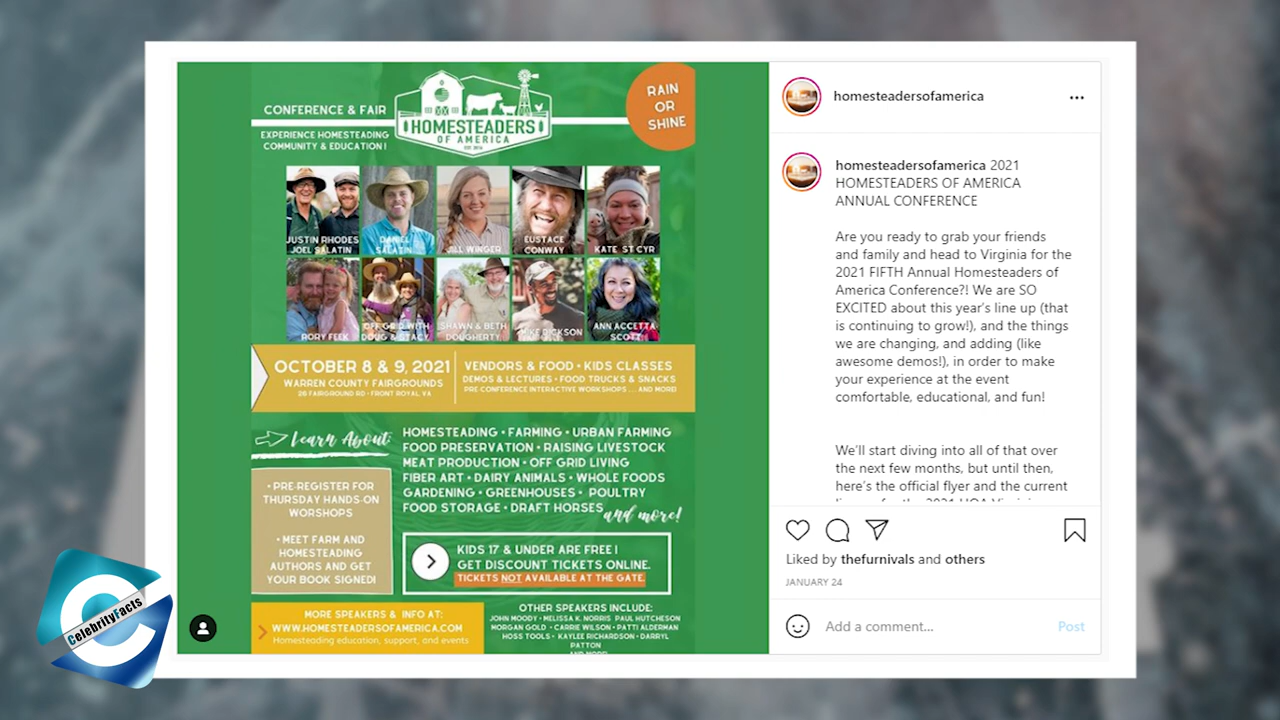 CONFERENCE & FAIR
EXPERIENCE HOMESTEADING
COMMUNITY & EDUCATION!
HOMESTEADERS
OF AMERICA
RAIN
OR
SHINE
JUSTIN RHODES
JOEL SALATIN
DANIEL
SALATIN
JILL WINGER
EUSTACE
CONWAY
KATE ST CYR
RORY FEEK
OFF GRID WITH
DOUG & STACY
SHAWN & BETH
DOUGHERTY
MIKE DICKSON
ANN ACCETTA-
SCOTT
OCTOBER 8 & 9, 2021
WARREN COUNTY FAIRGROUNDS
26 FAIRGROUND RD · FRONT ROYAL VA
VENDORS & FOOD · KIDS CLASSES
DEMOS & LECTURES · FOOD TRUCKS & SNACKS
PRE-CONFERENCE INTERACTIVE WORKSHOPS . . . AND MORE!
Learn About:
HOMESTEADING · FARMING · URBAN FARMING
FOOD PRESERVATION · RAISING LIVESTOCK
MEAT PRODUCTION · OFF GRID LIVING
FIBER ART · DAIRY ANIMALS · WHOLE FOODS
GARDENING · GREENHOUSES · POULTRY
FOOD STORAGE · DRAFT HORSES
and more!
· PRE-REGISTER FOR
THURSDAY HANDS-ON
WORSHOPS
· MEET FARM AND
HOMESTEADING
AUTHORS AND GET
YOUR BOOK SIGNED!
KIDS 17 & UNDER ARE FREE!
GET DISCOUNT TICKETS ONLINE.
TICKETS NOT AVAILABLE AT THE GATE.
MORE SPEAKERS & INFO AT:
WWW.HOMESTEADERSOFAMERICA.COM
Homesteading education, support, and events
OTHER SPEAKERS INCLUDE:
JOHN MOODY · MELISSA K. NORRIS PAUL HUTCHESON
MORGAN GOLD · CARRIE WILSON · PATTI ALDERMAN
HOSS TOOLS · KAYLEE RICHARDSON · DARRYL
PATTON
AND MORE!
homesteadersofamerica
homesteadersofamerica 2021
HOMESTEADERS OF AMERICA
ANNUAL CONFERENCE
Are you ready to grab your friends
and family and head to Virginia for the
2021 FIFTH Annual Homesteaders of
America Conference?! We are SO
EXCITED about this year's line up (that
is continuing to grow!), and the things
we are changing, and adding (like
awesome demos!), in order to make
your experience at the event
comfortable, educational, and fun!
We'll start diving into all of that over
the next few months, but until then,
here's the official flyer and the current
Liked by thefurnivals and others
JANUARY 24
Add a comment...
Post
CelebrityFacts